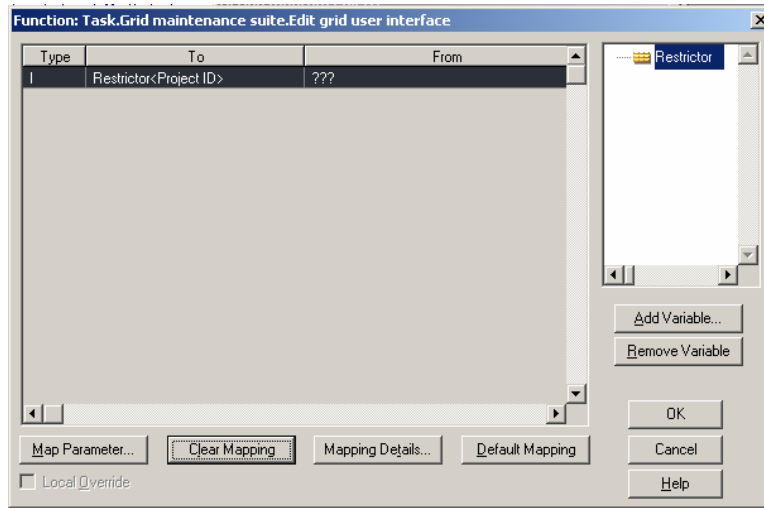 Function: Task.Grid maintenance suite.Edit grid user interface
Type To From
I Restrictor<Project ID> ???
Restrictor
Add Variable...
Remove Variable
OK
Map Parameter... Clear Mapping Mapping Details... Default Mapping
Cancel
Local Override
Help